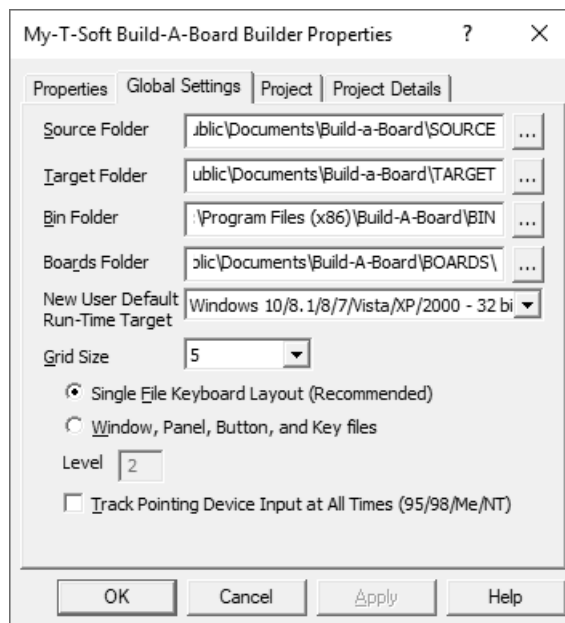 My-T-Soft Build-A-Board Builder Properties ? ×
Properties Global Settings Project Project Details
Source Folder ublic\Documents\Build-a-Board\SOURCE ...
Target Folder ublic\Documents\Build-a-Board\TARGET ...
Bin Folder :\Program Files (x86)\Build-A-Board\BIN ...
Boards Folder blic\Documents\Build-A-Board\BOARDS\ ...
New User Default
Run-Time Target Windows 10/8.1/8/7/Vista/XP/2000 - 32 bi
Grid Size 5
Single File Keyboard Layout (Recommended)
Window, Panel, Button, and Key files
Level 2
Track Pointing Device Input at All Times (95/98/Me/NT)
OK Cancel Apply Help